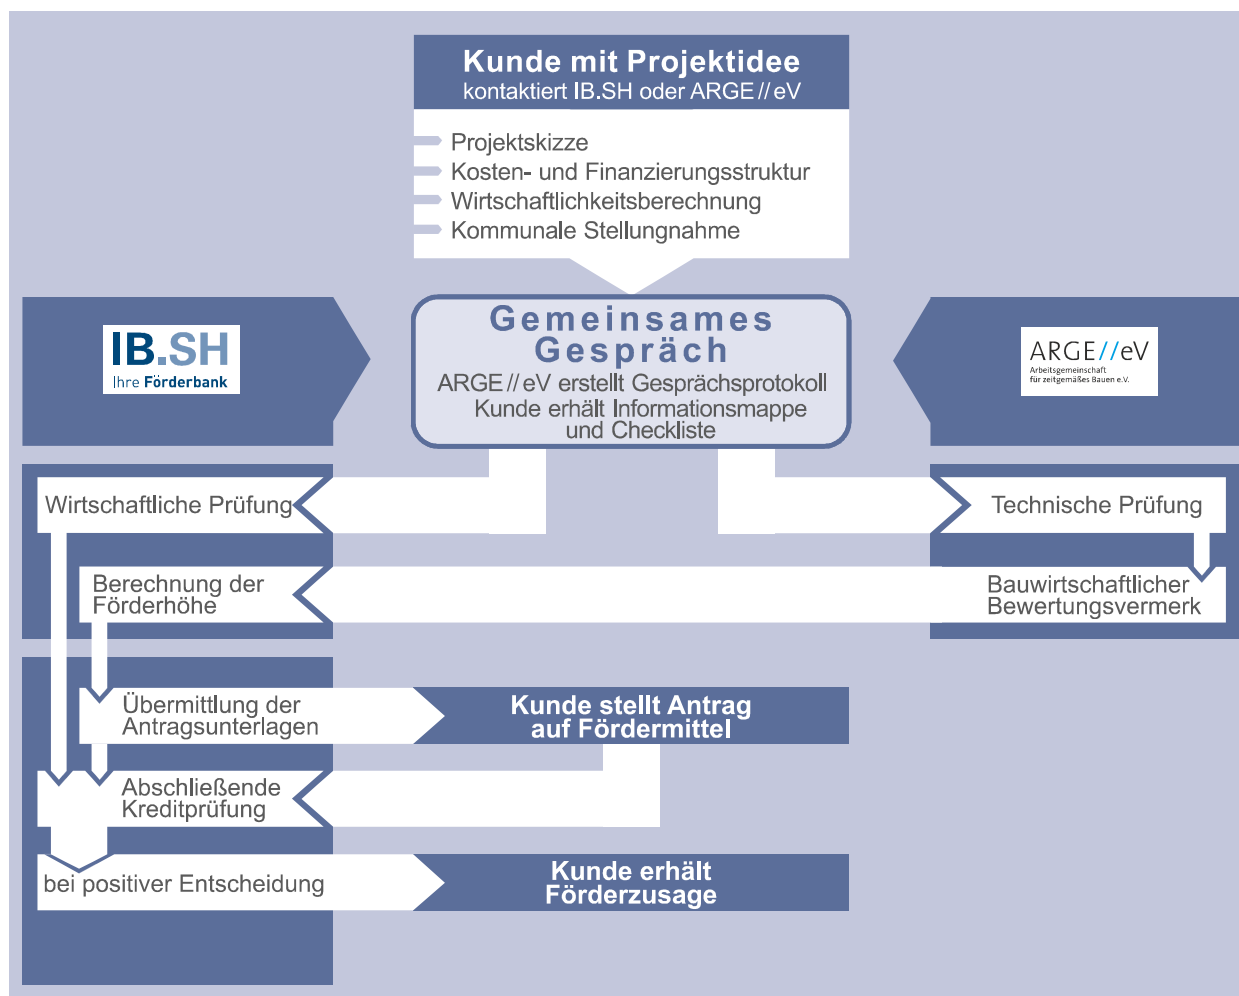 Kunde mit Projektidee
kontaktiert IB.SH oder ARGE // eV
Projektskizze
Kosten- und Finanzierungsstruktur
Wirtschaftlichkeitsberechnung
Kommunale Stellungnahme
IB.SH
Ihre Förderbank
Gemeinsames
Gespräch
ARGE // eV erstellt Gesprächsprotokoll
Kunde erhält Informationsmappe
und Checkliste
ARGE//eV
Arbeitsgemeinschaft
für zeitgemäßes Bauen e.V.
Wirtschaftliche Prüfung
Technische Prüfung
Berechnung der
Förderhöhe
Bauwirtschaftlicher
Bewertungsvermerk
Übermittlung der
Antragsunterlagen
Kunde stellt Antrag
auf Fördermittel
Abschließende
Kreditprüfung
bei positiver Entscheidung
Kunde erhält
Förderzusage